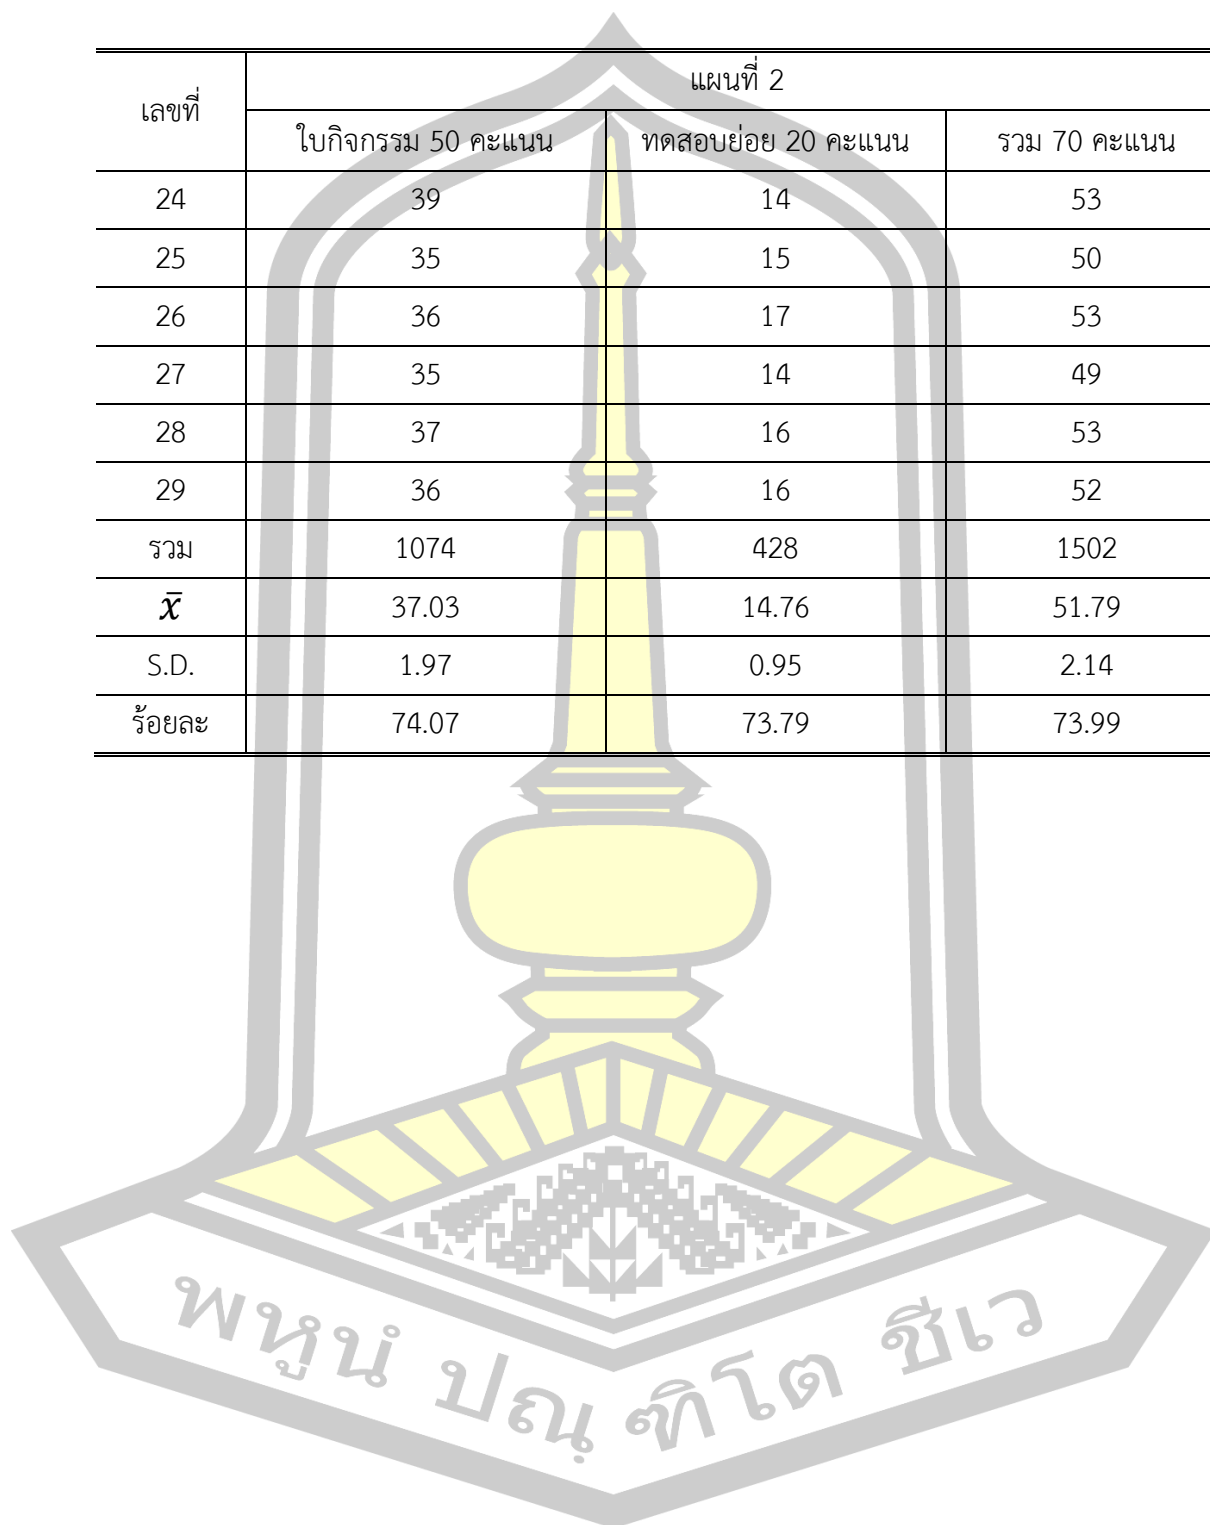 แผนที่ 2
เลขที่
ใบกิจกรรม 50 คะแนน ทดสอบย่อย 20 คะแนน รวม 70 คะแนน
24 39 14 53
25 35 15 50
26 36 17 53
27 35 14 49
28 37 16 53
29 36 16 52
รวม 1074 428 1502
x̄ 37.03 14.76 51.79
S.D. 1.97 0.95 2.14
ร้อยละ 74.07 73.79 73.99
พหูนํ ปณฺฑิโต ชีเว